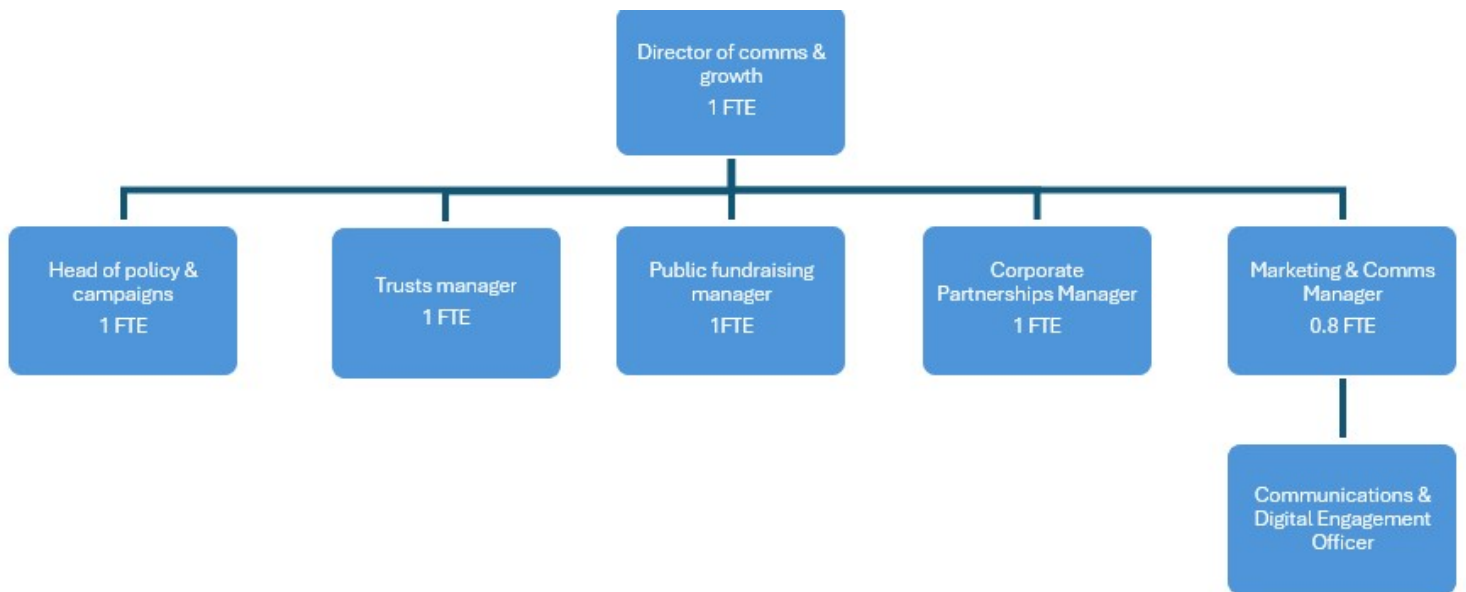 Director of comms &
growth
1 FTE
Head of policy &
campaigns
1 FTE
Trusts manager
1 FTE
Public fundraising
manager
1FTE
Corporate
Partnerships Manager
1 FTE
Marketing & Comms
Manager
0.8 FTE
Communications &
Digital Engagement
Officer